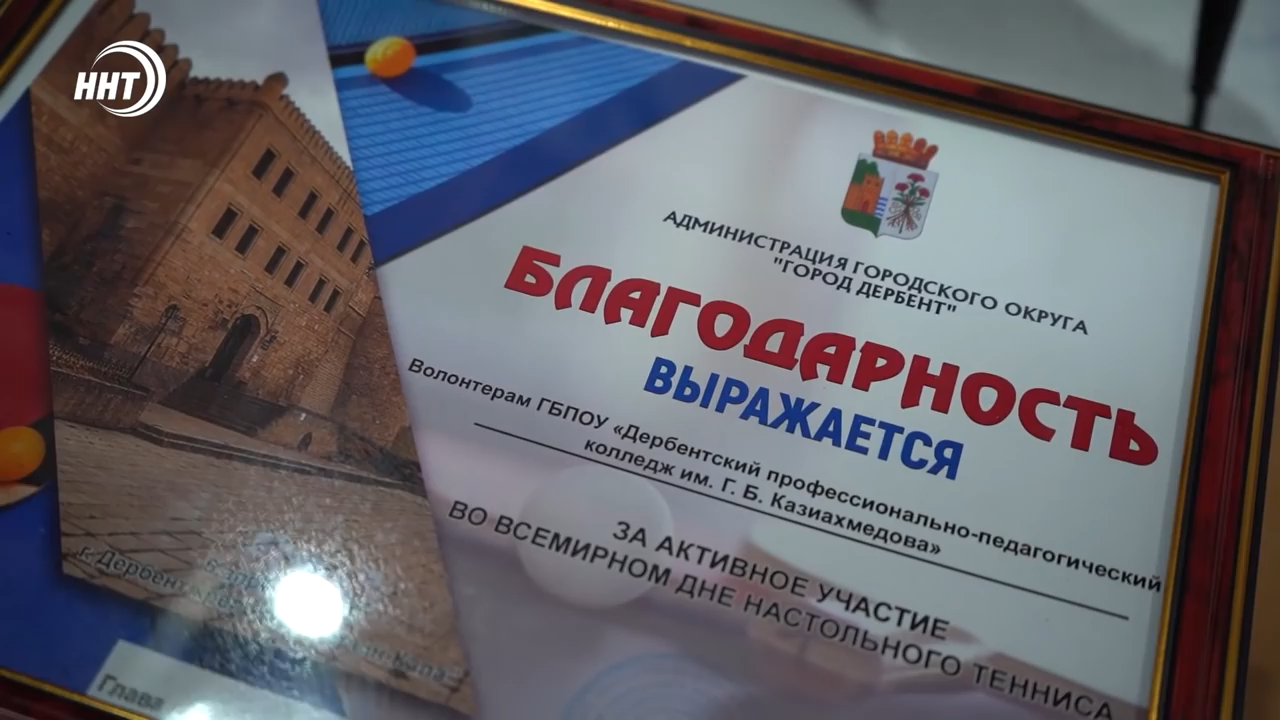 ННТ
АДМИНИСТРАЦИЯ ГОРОДСКОГО ОКРУГА
"ГОРОД ДЕРБЕНТ"
БЛАГОДАРНОСТЬ
ВЫРАЖАЕТСЯ
Волонтерам ГБПОУ «Дербентский профессионально-педагогический
колледж им. Г. Б. Казиахмедова»
ЗА АКТИВНОЕ УЧАСТИЕ
ВО ВСЕМИРНОМ ДНЕ НАСТОЛЬНОГО ТЕННИСА
г. Дербент
Глава